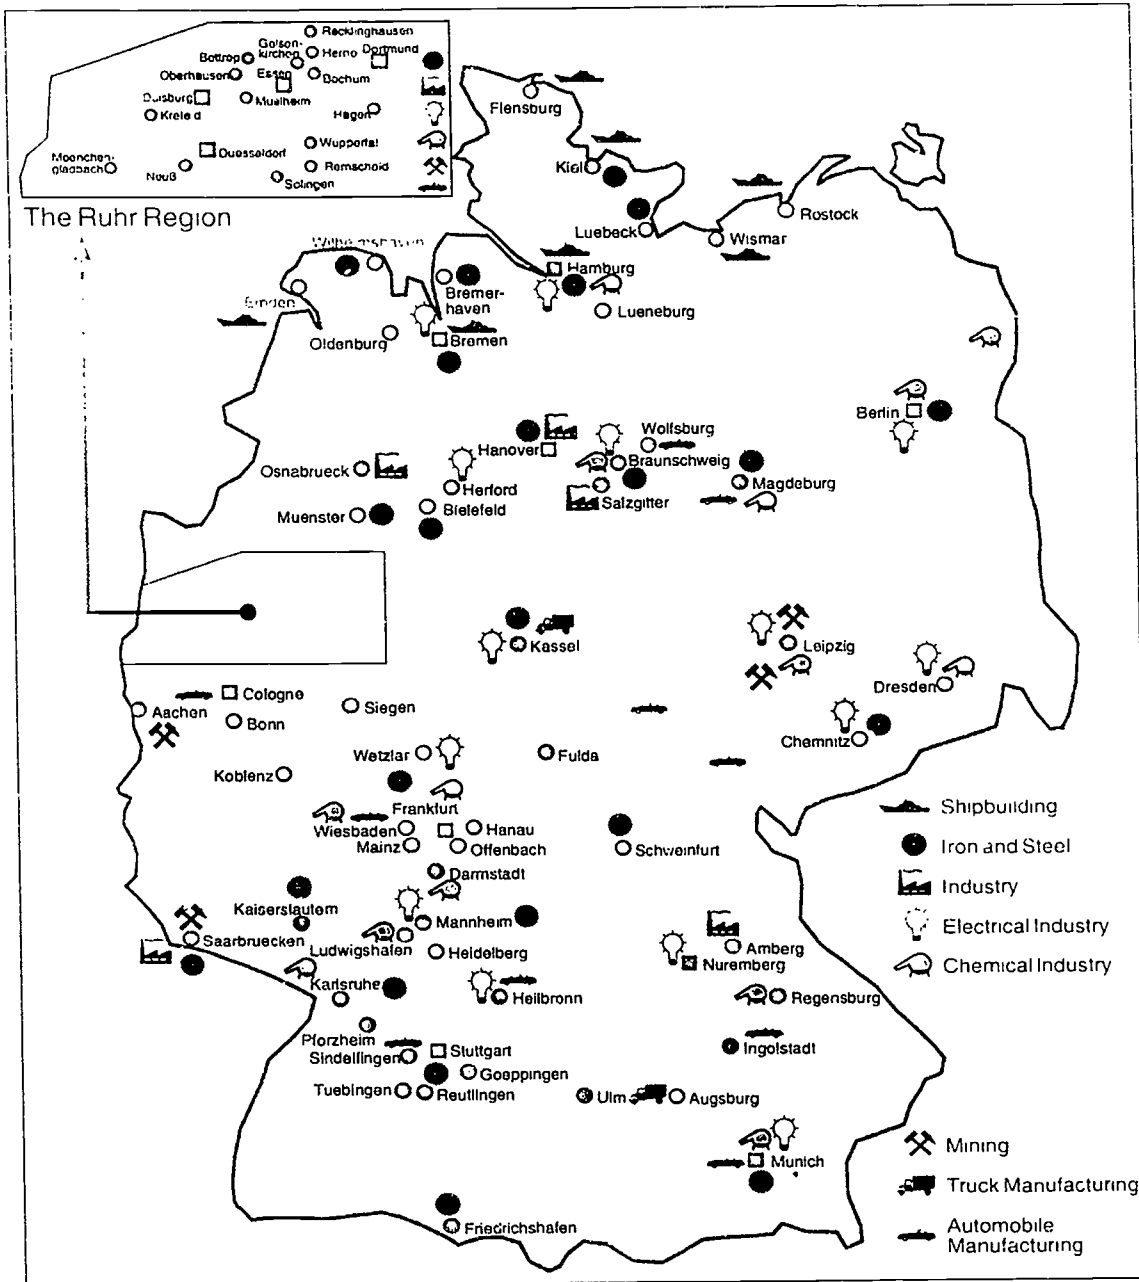 Recklinghausen
Gelsen-
kirchen
Herne
Dortmund
Bottrop
Oberhausen
Essen
Bochum
Duisburg
Muelheim
Krefeld
Hagen
Wuppertal
Duesseldorf
Moenchen-
gladbach
Neuß
Remscheid
Solingen
The Ruhr Region
Flensburg
Kiel
Rostock
Luebeck
Wismar
Wilhelmshaven
Hamburg
Emden
Bremer-
haven
Lueneburg
Oldenburg
Bremen
Berlin
Wolfsburg
Hanover
Braunschweig
Osnabrueck
Herford
Salzgitter
Magdeburg
Muenster
Bielefeld
Kassel
Leipzig
Dresden
Cologne
Aachen
Bonn
Siegen
Chemnitz
Wetzlar
Fulda
Koblenz
Frankfurt
Wiesbaden
Hanau
Mainz
Offenbach
Schweinfurt
Darmstadt
Kaiserslautern
Mannheim
Saarbruecken
Ludwigshafen
Heidelberg
Amberg
Nuremberg
Karlsruhe
Heilbronn
Regensburg
Pforzheim
Sindelfingen
Stuttgart
Ingolstadt
Goeppingen
Tuebingen
Reutlingen
Ulm
Augsburg
Munich
Friedrichshafen
Shipbuilding
Iron and Steel
Industry
Electrical Industry
Chemical Industry
Mining
Truck Manufacturing
Automobile
Manufacturing